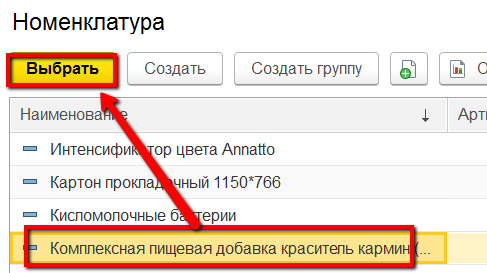 Номенклатура
Выбрать Создать Создать группу О
Наименование ↓ Арти
Интенсификатор цвета Annatto
Картон прокладочный 1150*766
Кисломолочные бактерии
Комплексная пищевая добавка краситель кармин (...